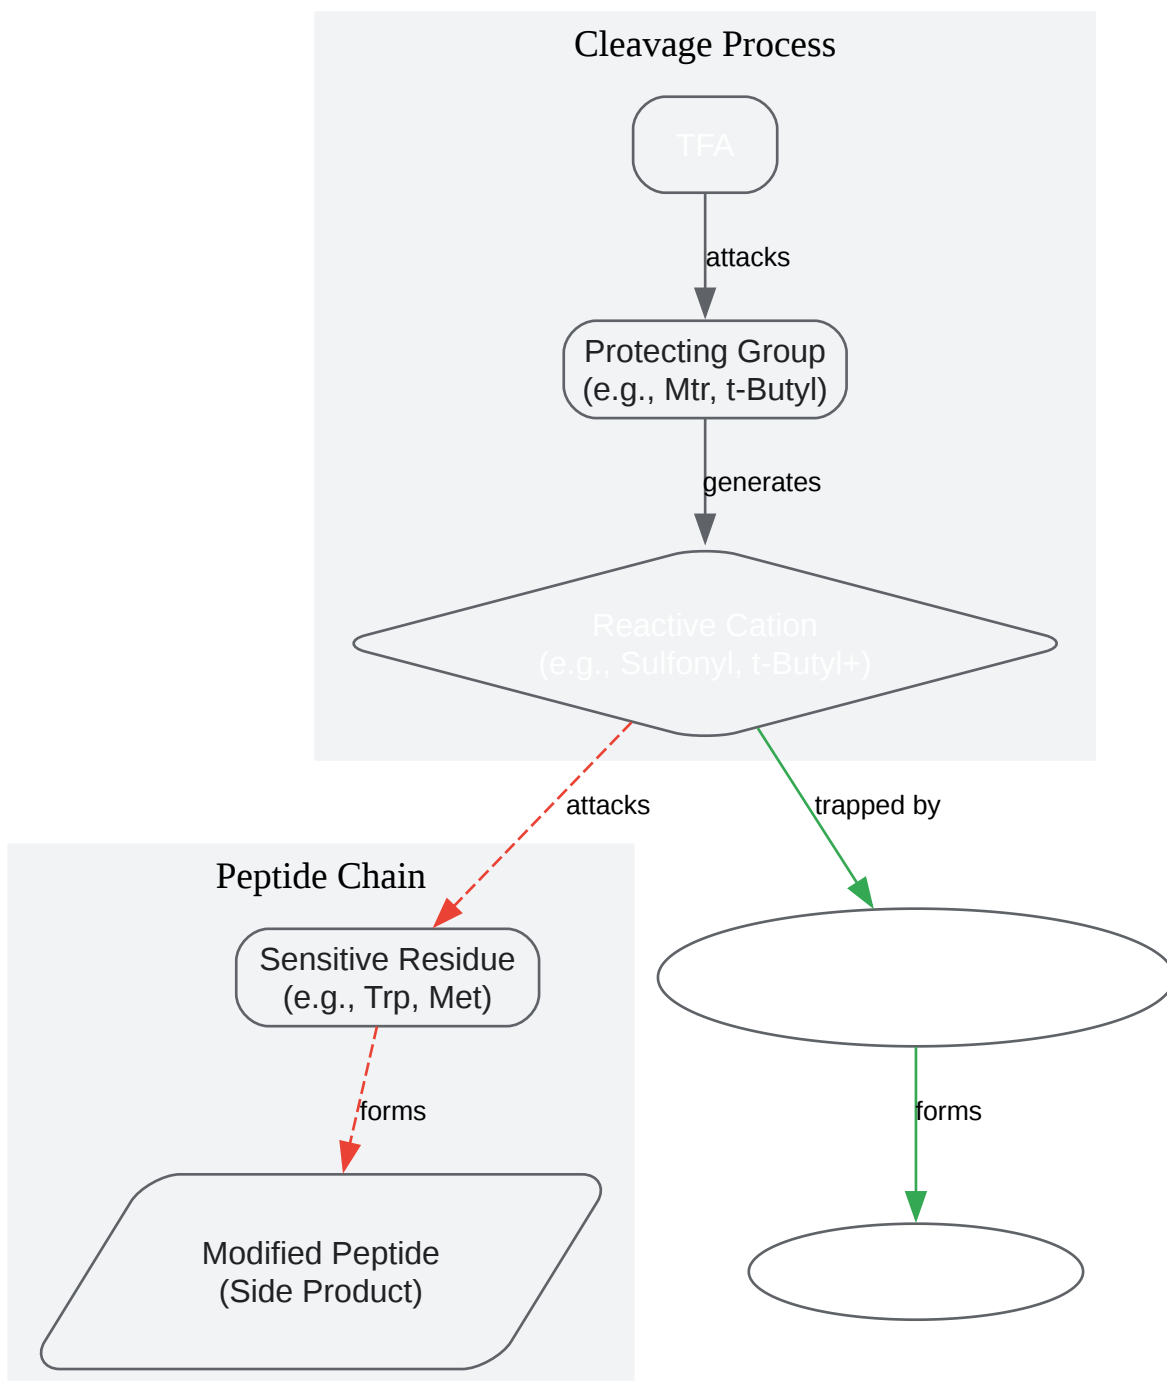 Cleavage Process
TFA
attacks
Protecting Group
(e.g., Mtr, t-Butyl)
generates
Reactive Cation
(e.g., Sulfonyl, t-Butyl+)
attacks
trapped by
Peptide Chain
Sensitive Residue
(e.g., Trp, Met)
forms
forms
Modified Peptide
(Side Product)